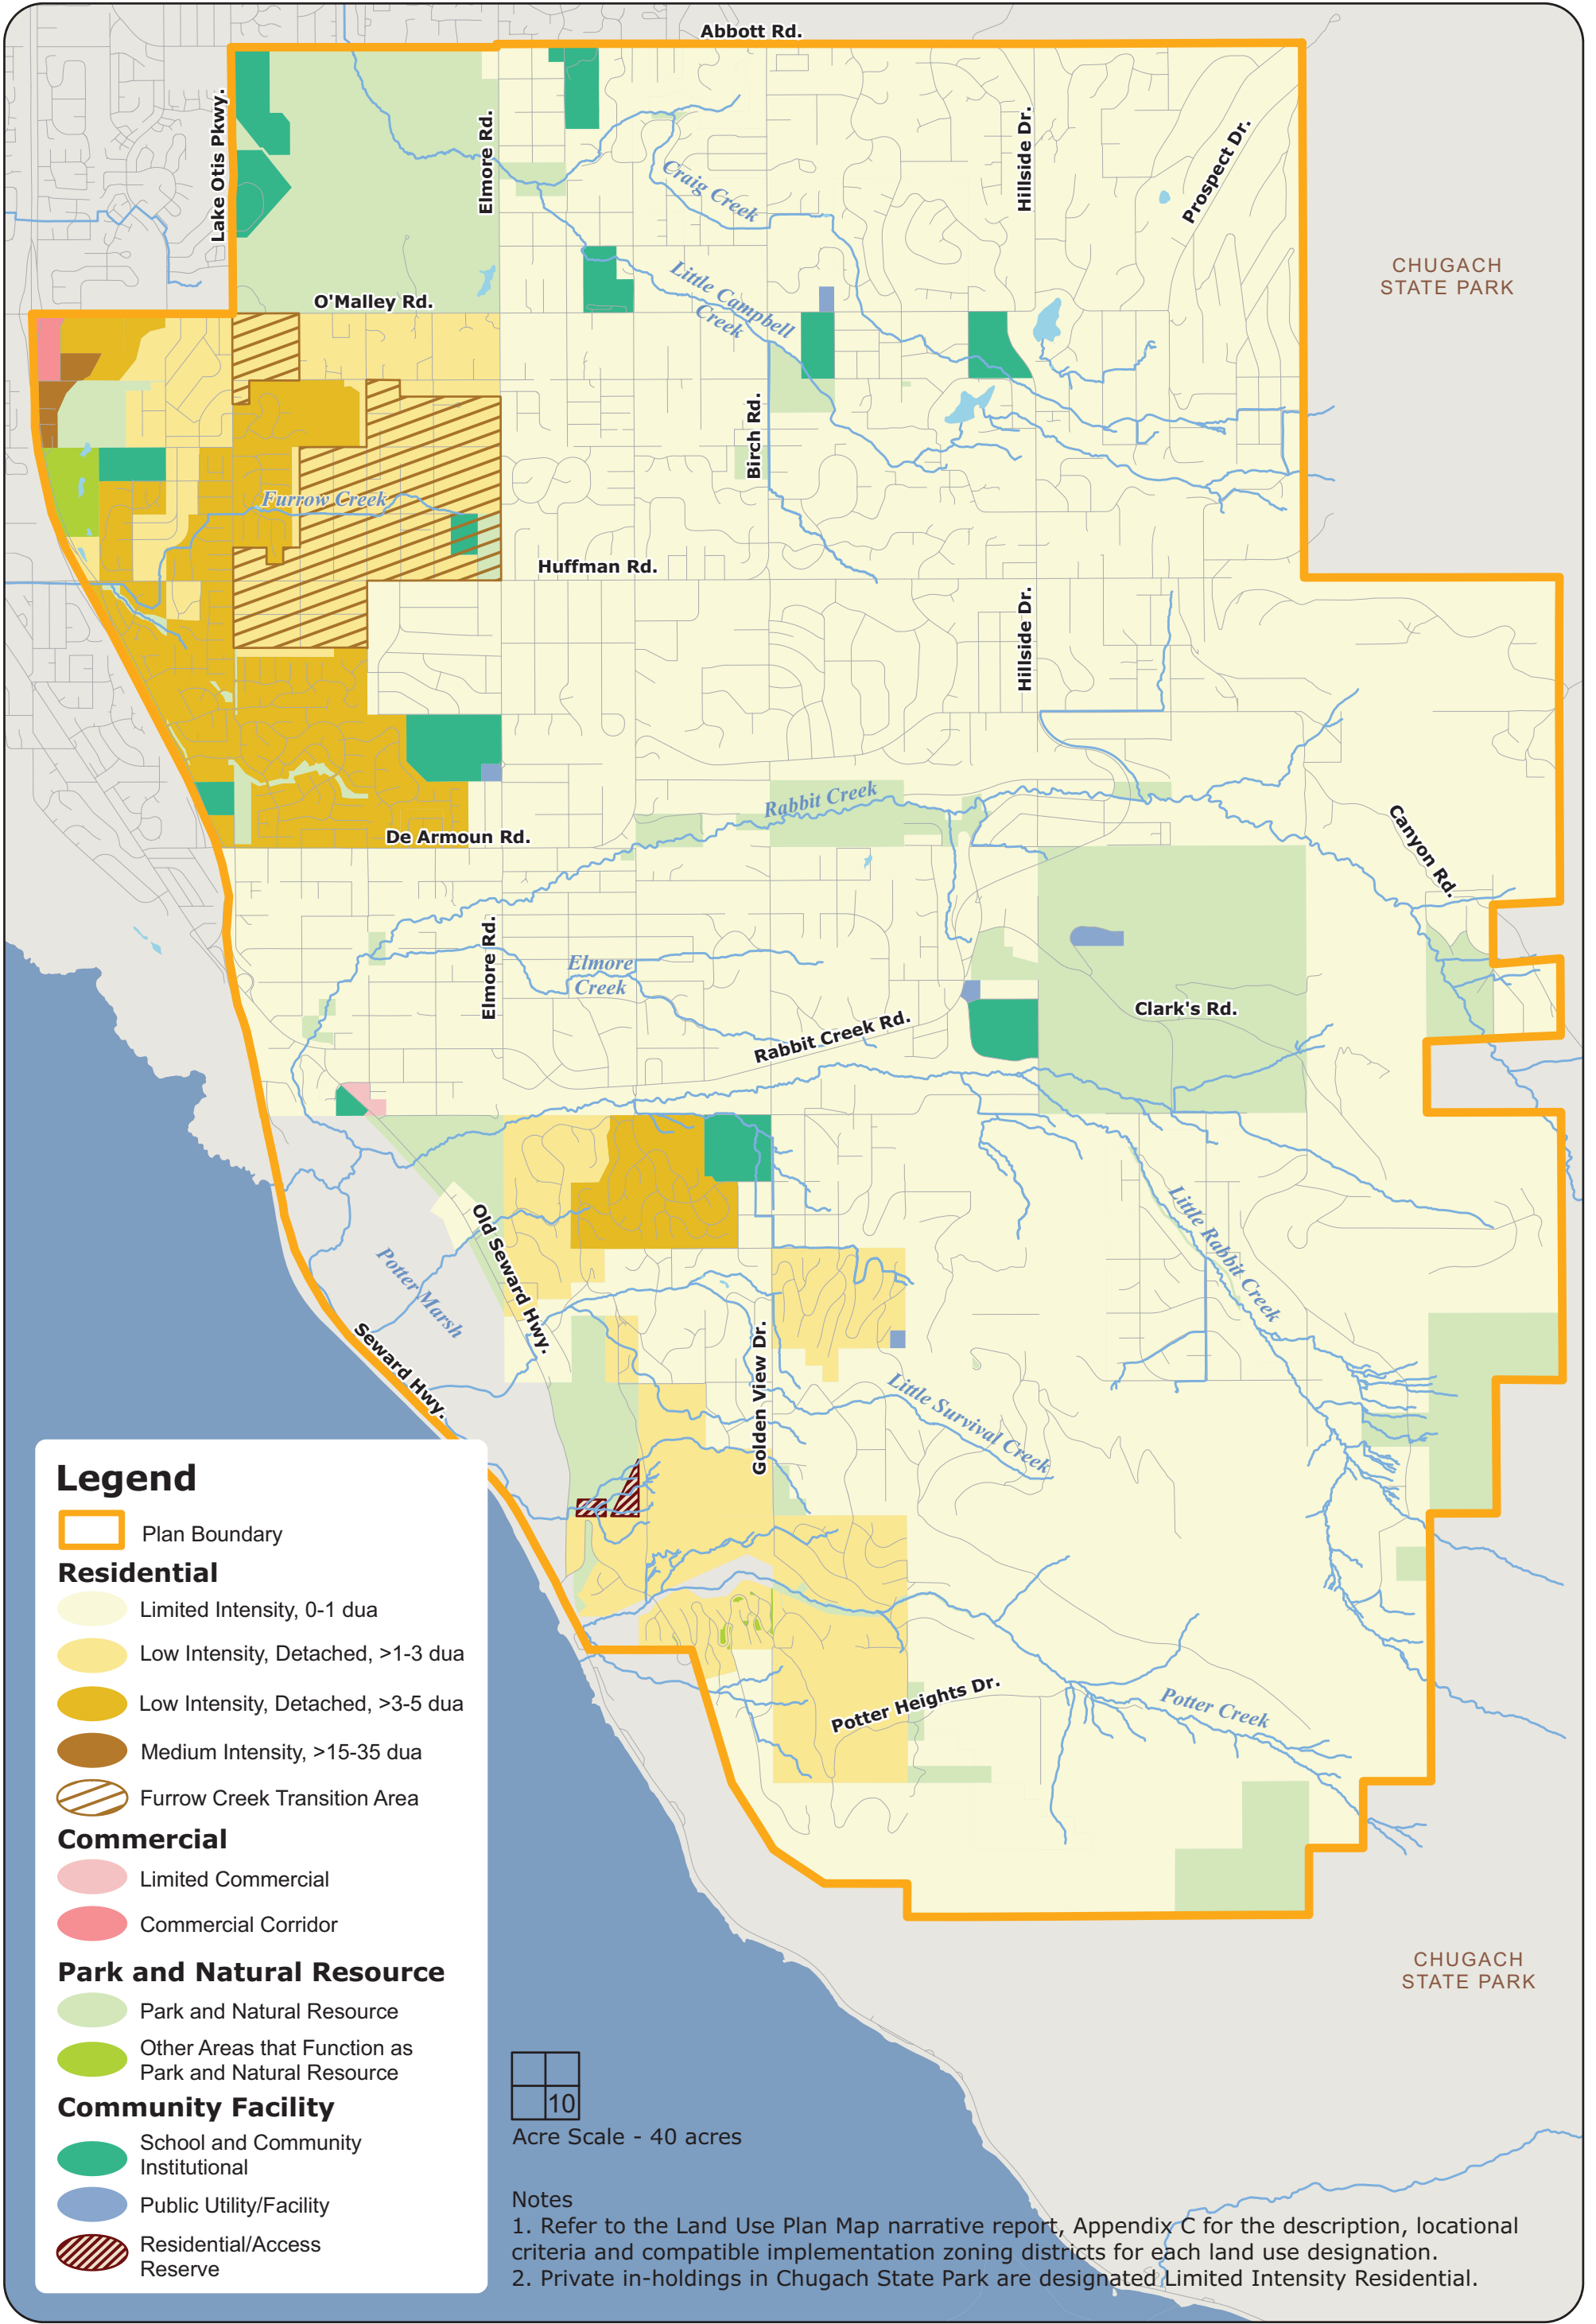 Abbott Rd.
Lake Otis Pkwy.
Elmore Rd.
Hillside Dr.
Prospect Dr.
Craig Creek
CHUGACH
STATE PARK
Little Campbell
Creek
O'Malley Rd.
Birch Rd.
Furrow Creek
Huffman Rd.
Hillside Dr.
Rabbit Creek
Canyon Rd.
De Armoun Rd.
Elmore Rd.
Elmore
Creek
Clark's Rd.
Rabbit Creek Rd.
Old Seward Hwy.
Little Rabbit Creek
Potter Marsh
Seward Hwy.
Golden View Dr.
Little Survival Creek
Potter Heights Dr.
Potter Creek
CHUGACH
STATE PARK
Legend
Plan Boundary
Residential
Limited Intensity, 0-1 dua
Low Intensity, Detached, >1-3 dua
Low Intensity, Detached, >3-5 dua
Medium Intensity, >15-35 dua
Furrow Creek Transition Area
Commercial
Limited Commercial
Commercial Corridor
Park and Natural Resource
Park and Natural Resource
Other Areas that Function as
Park and Natural Resource
Community Facility
School and Community
Institutional
Public Utility/Facility
Residential/Access
Reserve
10
Acre Scale - 40 acres
Notes
1. Refer to the Land Use Plan Map narrative report, Appendix C for the description, locational
criteria and compatible implementation zoning districts for each land use designation.
2. Private in-holdings in Chugach State Park are designated Limited Intensity Residential.